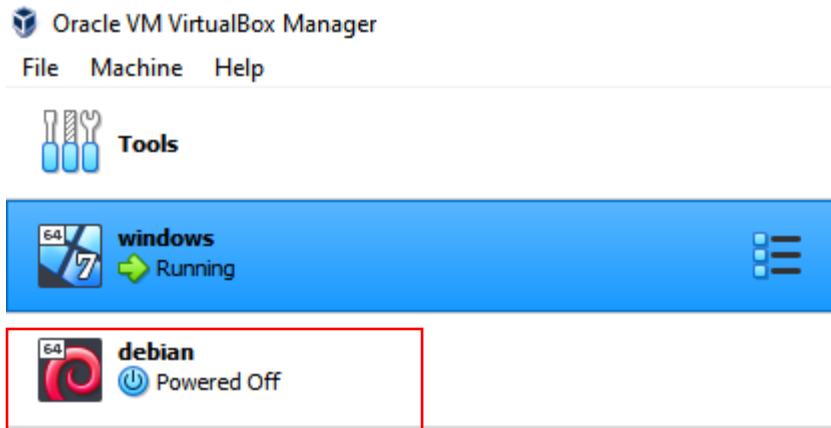 Oracle VM VirtualBox Manager
File Machine Help
Tools
64 windows
7 Running
64 debian
Powered Off